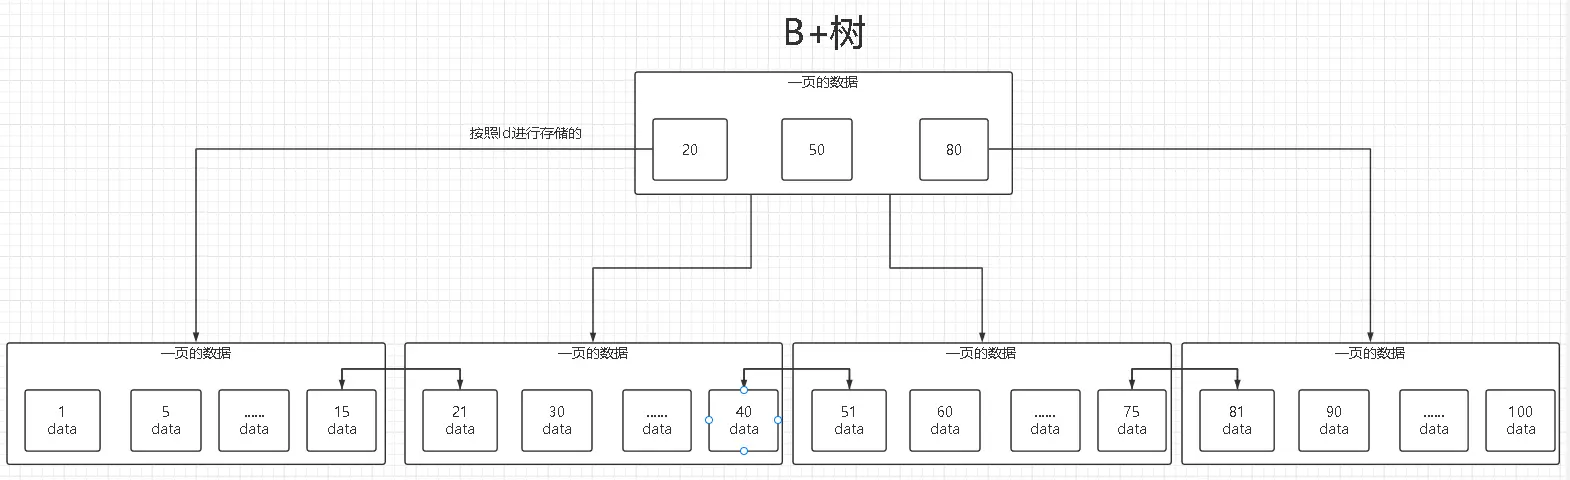 B+树
一页的数据
按照Id进行存储的
20
50
80
一页的数据
1
data
5
data
......
data
15
data
一页的数据
21
data
30
data
......
data
40
data
一页的数据
51
data
60
data
......
data
75
data
一页的数据
81
data
90
data
......
data
100
data